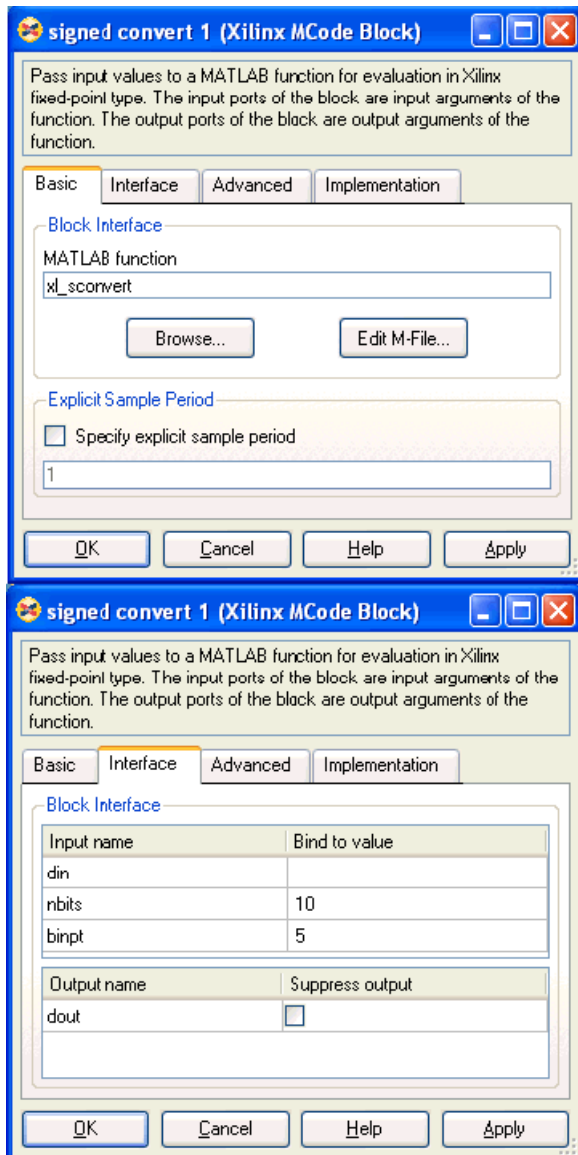 signed convert 1 (Xilinx MCode Block)
Pass input values to a MATLAB function for evaluation in Xilinx
fixed-point type. The input ports of the block are input arguments of the
function. The output ports of the block are output arguments of the
function.
Basic Interface Advanced Implementation
Block Interface
MATLAB function
xl_sconvert
Browse... Edit M-File...
Explicit Sample Period
Specify explicit sample period
1
OK Cancel Help Apply
signed convert 1 (Xilinx MCode Block)
Pass input values to a MATLAB function for evaluation in Xilinx
fixed-point type. The input ports of the block are input arguments of the
function. The output ports of the block are output arguments of the
function.
Basic Interface Advanced Implementation
Block Interface
Input name Bind to value
din
nbits 10
binpt 5
Output name Suppress output
dout
OK Cancel Help Apply